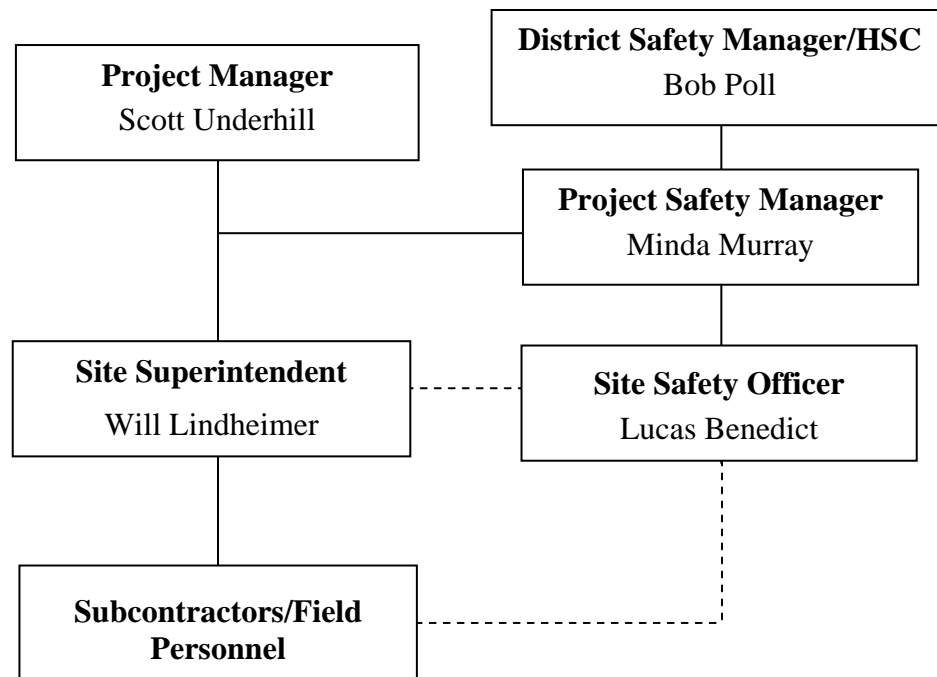 District Safety Manager/HSC
Bob Poll
Project Manager
Scott Underhill
Project Safety Manager
Minda Murray
Site Superintendent
Will Lindheimer
Site Safety Officer
Lucas Benedict
Subcontractors/Field
Personnel